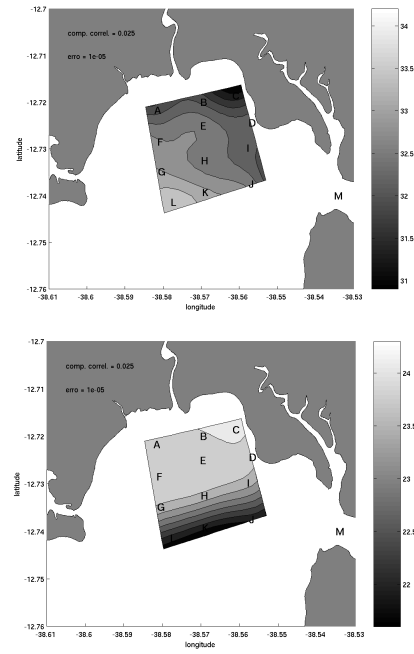 -12.7
comp. correl. = 0.025
34
-12.71
erro = 1e-05
33.5
-12.72
A
B
D
33
E
-12.73
F
I
32.5
H
G
latitude
J
-12.74
K
L
M
32
-12.75
31.5
31
-12.76
-38.61
-38.6
-38.59
-38.58
-38.57
-38.56
-38.55
-38.54
-38.53
longitude
-12.7
comp. correl. = 0.025
24
-12.71
erro = 1e-05
23.5
-12.72
A
B
C
E
D
-12.73
F
I
H
23
latitude
G
J
-12.74
K
M
22.5
-12.75
22
-12.76
-38.61
-38.6
-38.59
-38.58
-38.57
-38.56
-38.55
-38.54
-38.53
longitude